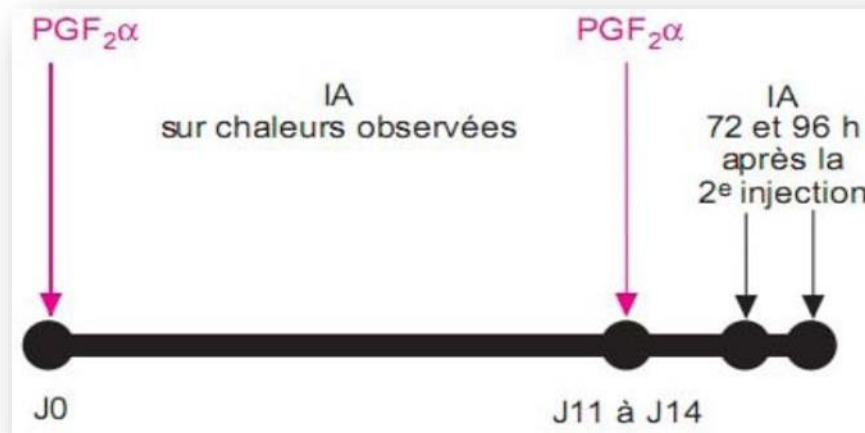 PGF₂α
PGF₂α
IA
sur chaleurs observées
IA
72 et 96 h
après la
2ᵉ injection
J0
J11 à J14